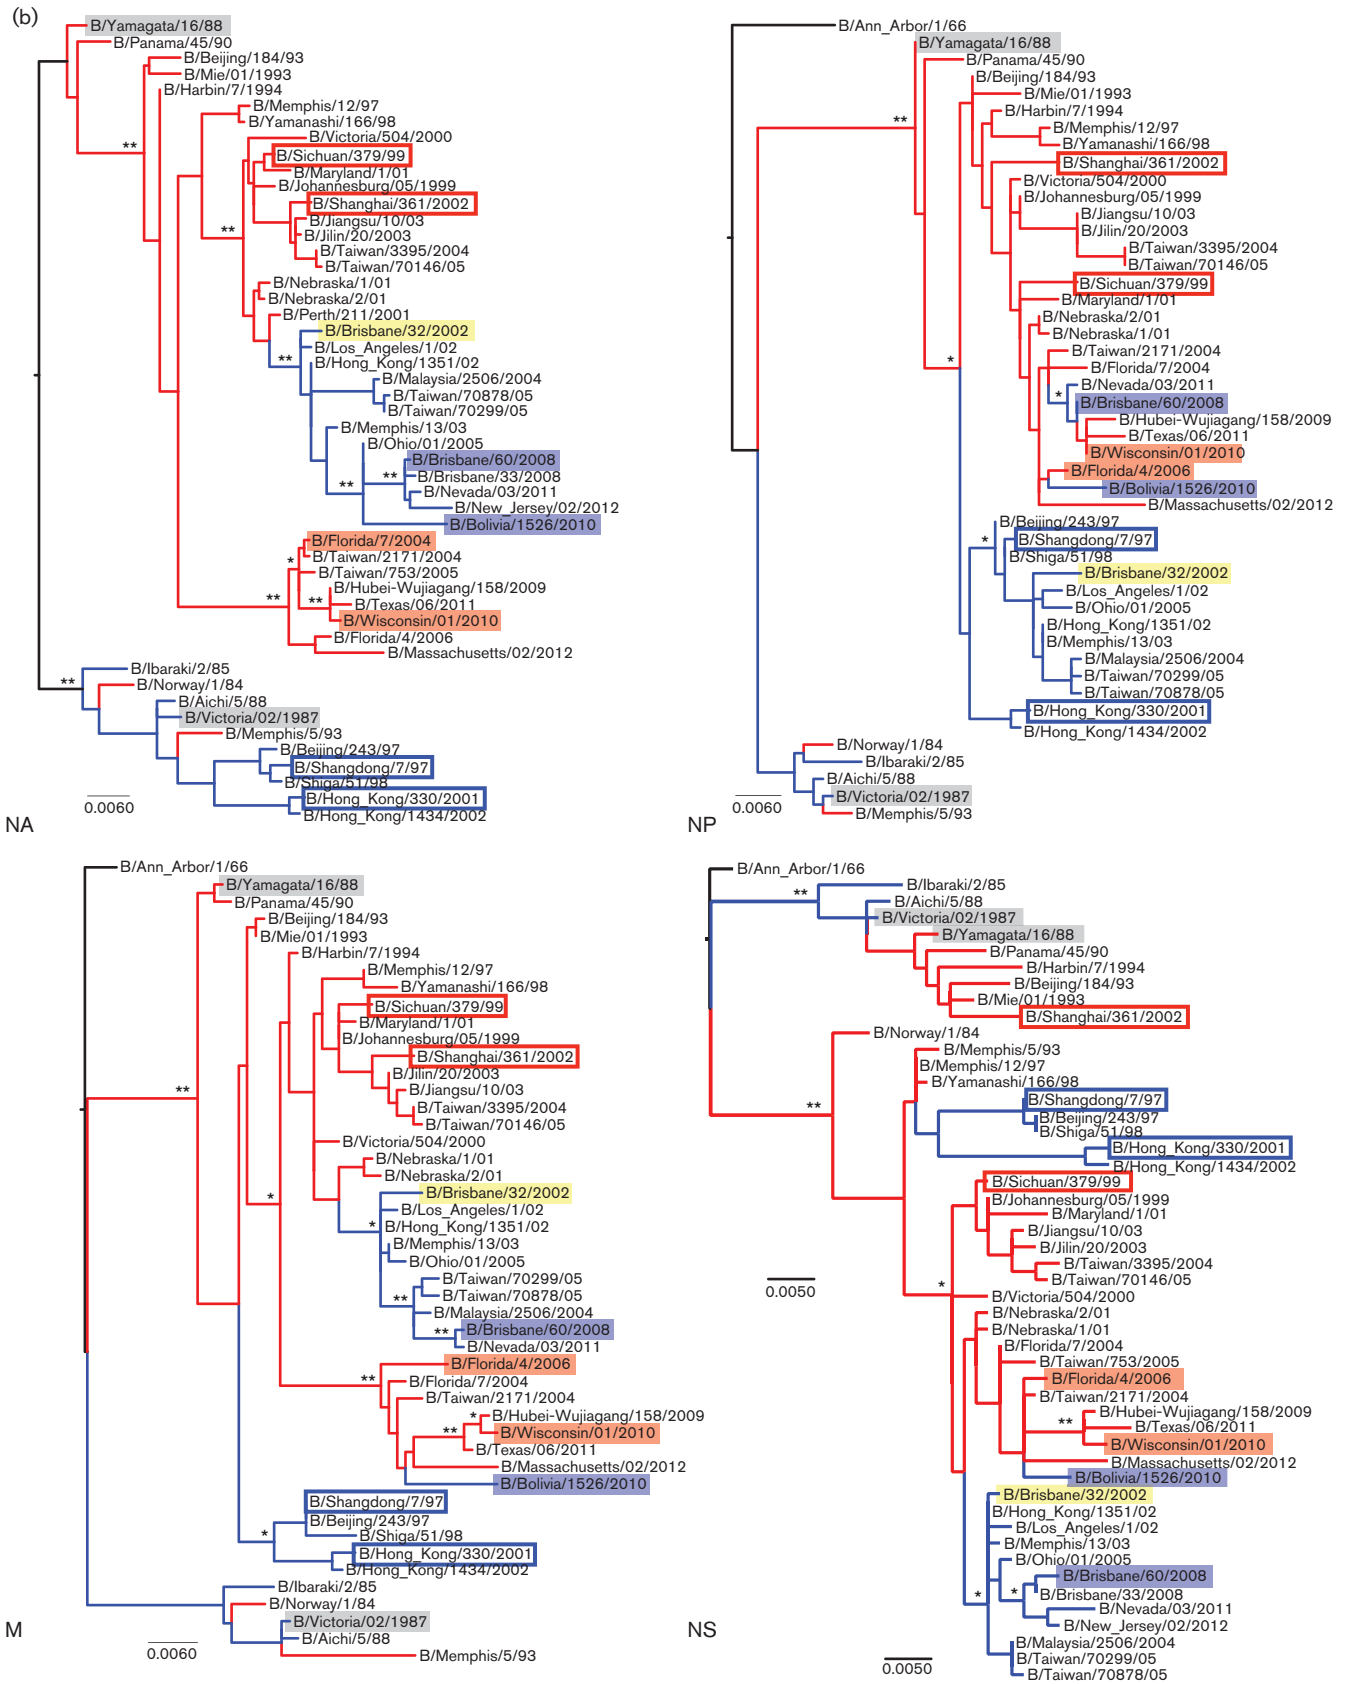 (b)
B/Yamagata/16/88
B/Panama/45/90
B/Beijing/184/93
B/Mie/01/1993
B/Harbin/7/1994
B/Memphis/12/97
B/Yamanashi/166/98
B/Victoria/504/2000
B/Sichuan/379/99
B/Maryland/1/01
B/Johannesburg/05/1999
B/Shanghai/361/2002
B/Jiangsu/10/03
B/Jilin/20/2003
B/Taiwan/3395/2004
B/Taiwan/70146/05
B/Nebraska/1/01
B/Nebraska/2/01
B/Perth/211/2001
B/Brisbane/32/2002
B/Los_Angeles/1/02
B/Hong_Kong/1351/02
B/Malaysia/2506/2004
B/Taiwan/70878/05
B/Taiwan/70299/05
B/Memphis/13/03
B/Ohio/01/2005
B/Brisbane/60/2008
B/Brisbane/33/2008
B/Nevada/03/2011
B/New_Jersey/02/2012
B/Bolivia/1526/2010
B/Florida/7/2004
B/Taiwan/2171/2004
B/Taiwan/753/2005
B/Hubei-Wujiagang/158/2009
B/Texas/06/2011
B/Wisconsin/01/2010
B/Florida/4/2006
B/Massachusetts/02/2012
B/Ibaraki/2/85
B/Norway/1/84
B/Aichi/5/88
B/Victoria/02/1987
B/Memphis/5/93
B/Beijing/243/97
B/Shangdong/7/97
B/Shiga/51/98
B/Hong_Kong/330/2001
B/Hong_Kong/1434/2002
**
**
**
**
**
*
**
**
**
0.0060
NA
B/Ann_Arbor/1/66
B/Yamagata/16/88
B/Panama/45/90
B/Beijing/184/93
B/Mie/01/1993
B/Harbin/7/1994
B/Memphis/12/97
B/Yamanashi/166/98
B/Shanghai/361/2002
B/Victoria/504/2000
B/Johannesburg/05/1999
B/Jiangsu/10/03
B/Jilin/20/2003
B/Taiwan/3395/2004
B/Taiwan/70146/05
B/Sichuan/379/99
B/Maryland/1/01
B/Nebraska/2/01
B/Nebraska/1/01
B/Taiwan/2171/2004
B/Florida/7/2004
B/Nevada/03/2011
B/Brisbane/60/2008
B/Hubei-Wujiagang/158/2009
B/Texas/06/2011
B/Wisconsin/01/2010
B/Florida/4/2006
B/Bolivia/1526/2010
B/Massachusetts/02/2012
B/Beijing/243/97
B/Shangdong/7/97
B/Shiga/51/98
B/Brisbane/32/2002
B/Los_Angeles/1/02
B/Ohio/01/2005
B/Hong_Kong/1351/02
B/Memphis/13/03
B/Malaysia/2506/2004
B/Taiwan/70299/05
B/Taiwan/70878/05
B/Hong_Kong/330/2001
B/Hong_Kong/1434/2002
B/Norway/1/84
B/Ibaraki/2/85
B/Aichi/5/88
B/Victoria/02/1987
B/Memphis/5/93
**
*
*
*
0.0060
NP
B/Ann_Arbor/1/66
B/Yamagata/16/88
B/Panama/45/90
B/Beijing/184/93
B/Mie/01/1993
B/Harbin/7/1994
B/Memphis/12/97
B/Yamanashi/166/98
B/Sichuan/379/99
B/Maryland/1/01
B/Johannesburg/05/1999
B/Shanghai/361/2002
B/Jilin/20/2003
B/Jiangsu/10/03
B/Taiwan/3395/2004
B/Taiwan/70146/05
B/Victoria/504/2000
B/Nebraska/1/01
B/Nebraska/2/01
B/Brisbane/32/2002
B/Los_Angeles/1/02
B/Hong_Kong/1351/02
B/Memphis/13/03
B/Ohio/01/2005
B/Taiwan/70299/05
B/Taiwan/70878/05
B/Malaysia/2506/2004
B/Brisbane/60/2008
B/Nevada/03/2011
B/Florida/4/2006
B/Florida/7/2004
B/Taiwan/2171/2004
B/Hubei-Wujiagang/158/2009
B/Wisconsin/01/2010
B/Texas/06/2011
B/Massachusetts/02/2012
B/Bolivia/1526/2010
B/Shangdong/7/97
B/Beijing/243/97
B/Shiga/51/98
B/Hong_Kong/330/2001
B/Hong_Kong/1434/2002
B/Ibaraki/2/85
B/Norway/1/84
B/Victoria/02/1987
B/Aichi/5/88
B/Memphis/5/93
**
*
*
**
**
**
*
**
*
0.0060
M
B/Ann_Arbor/1/66
B/Ibaraki/2/85
B/Aichi/5/88
B/Victoria/02/1987
B/Yamagata/16/88
B/Panama/45/90
B/Harbin/7/1994
B/Beijing/184/93
B/Mie/01/1993
B/Shanghai/361/2002
B/Norway/1/84
B/Memphis/5/93
B/Memphis/12/97
B/Yamanashi/166/98
B/Shangdong/7/97
B/Beijing/243/97
B/Shiga/51/98
B/Hong_Kong/330/2001
B/Hong_Kong/1434/2002
B/Sichuan/379/99
B/Johannesburg/05/1999
B/Maryland/1/01
B/Jiangsu/10/03
B/Jilin/20/2003
B/Taiwan/3395/2004
B/Taiwan/70146/05
B/Victoria/504/2000
B/Nebraska/2/01
B/Nebraska/1/01
B/Florida/7/2004
B/Taiwan/753/2005
B/Florida/4/2006
B/Taiwan/2171/2004
B/Hubei-Wujiagang/158/2009
B/Texas/06/2011
B/Wisconsin/01/2010
B/Massachusetts/02/2012
B/Bolivia/1526/2010
B/Brisbane/32/2002
B/Hong_Kong/1351/02
B/Los_Angeles/1/02
B/Memphis/13/03
B/Ohio/01/2005
B/Brisbane/60/2008
B/Brisbane/33/2008
B/Nevada/03/2011
B/New_Jersey/02/2012
B/Malaysia/2506/2004
B/Taiwan/70299/05
B/Taiwan/70878/05
**
**
*
**
*
*
0.0050
0.0050
NS